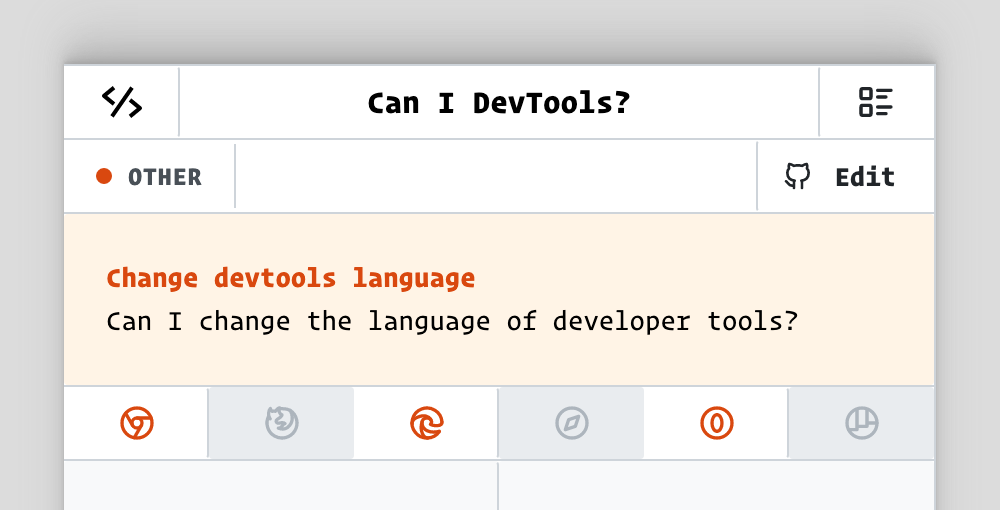 Can I DevTools?
OTHER
Edit
Change devtools language
Can I change the language of developer tools?